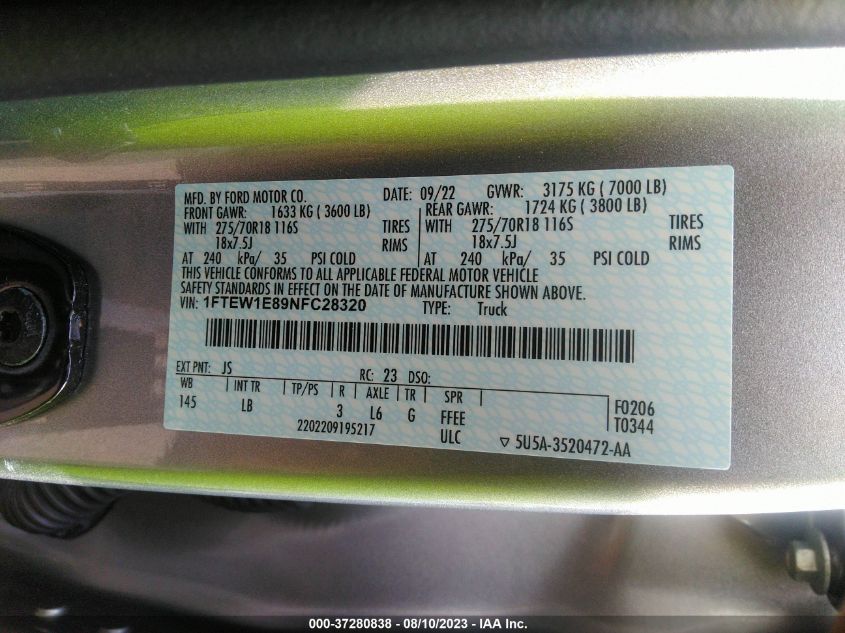 MFD. BY FORD MOTOR CO. DATE: 09/22 GVWR: 3175 KG ( 7000 LB)
FRONT GAWR: 1633 KG ( 3600 LB) REAR GAWR: 1724 KG ( 3800 LB)
WITH 275/70R18 116S TIRES WITH 275/70R18 116S TIRES
18x7.5J RIMS 18x7.5J RIMS
AT 240 kPa/ 35 PSI COLD AT 240 kPa/ 35 PSI COLD
THIS VEHICLE CONFORMS TO ALL APPLICABLE FEDERAL MOTOR VEHICLE
SAFETY STANDARDS IN EFFECT ON THE DATE OF MANUFACTURE SHOWN ABOVE.
VIN: 1FTEW1E89NFC28320 TYPE: Truck
EXT PNT: JS RC: 23 DSO:
WB INT TR TP/PS R AXLE TR SPR
145 LB 3 L6 G FFEE F0206
2202209195217 ULC T0344
▽ 5U5A-3520472-AA
000-37280838 - 08/10/2023 - IAA Inc.